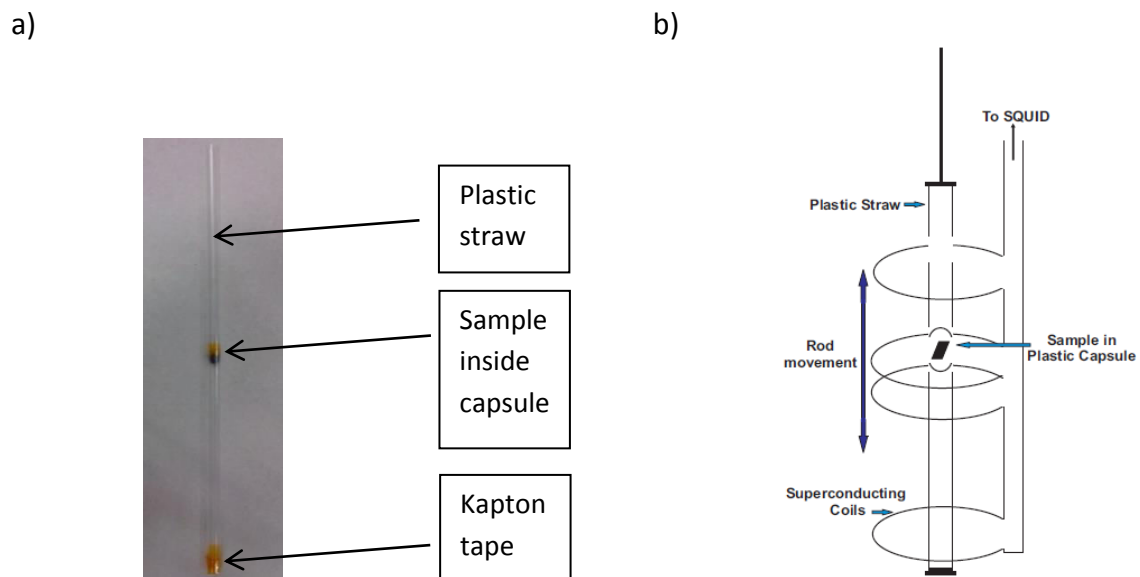 a)
Plastic
straw
Sample
inside
capsule
Kapton
tape
b)
To SQUID
Plastic Straw
Rod
movement
Sample in
Plastic Capsule
Superconducting
Coils